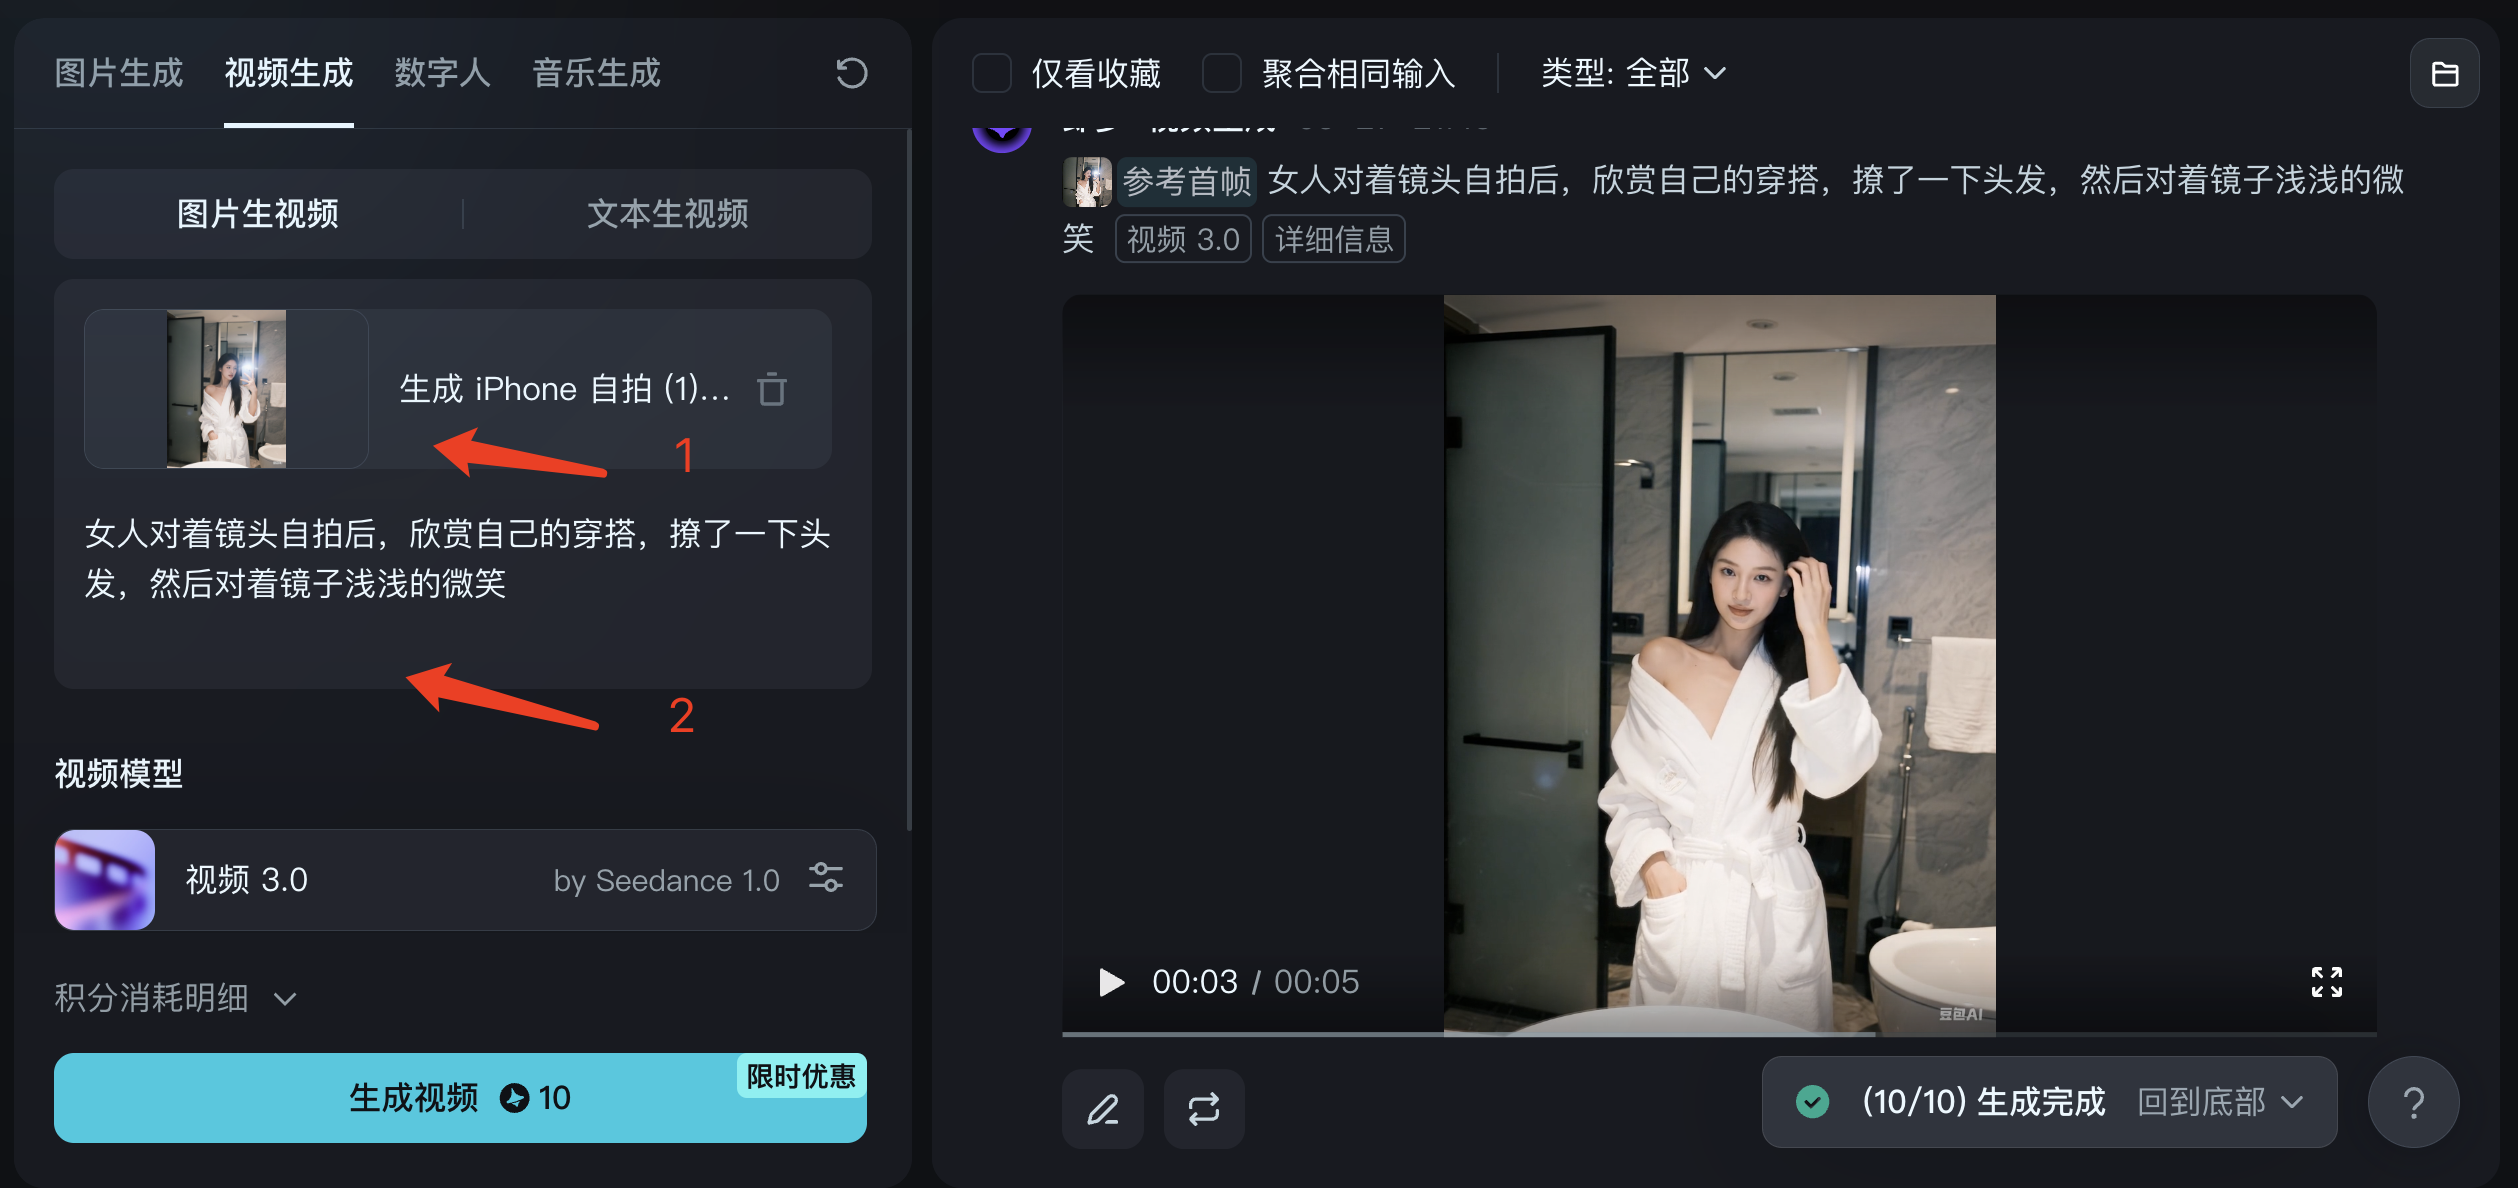 图片生成 视频生成 数字人 音乐生成
图片生视频 文本生视频
生成 iPhone 自拍 (1)...
1
女人对着镜头自拍后，欣赏自己的穿搭，撩了一下头
发，然后对着镜子浅浅的微笑
2
视频模型
视频 3.0 by Seedance 1.0
积分消耗明细
限时优惠
生成视频 10
仅看收藏 聚合相同输入 类型: 全部
参考首帧 女人对着镜头自拍后，欣赏自己的穿搭，撩了一下头发，然后对着镜子浅浅的微
笑 视频 3.0 详细信息
00:03 / 00:05
豆包AI
(10/10) 生成完成 回到底部
?